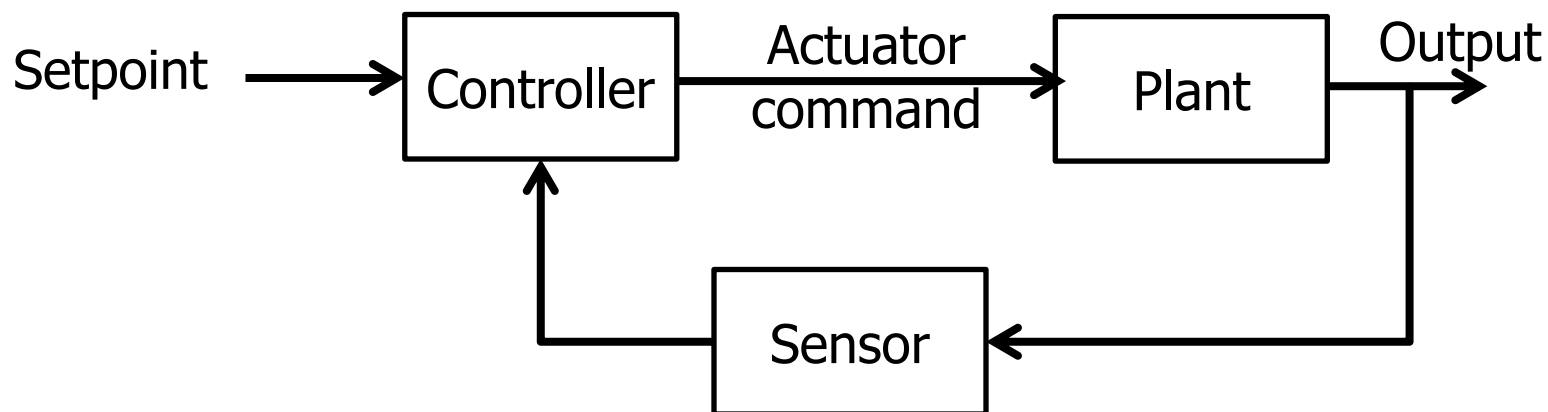 Setpoint
Controller
Actuator
command
Plant
Output
Sensor